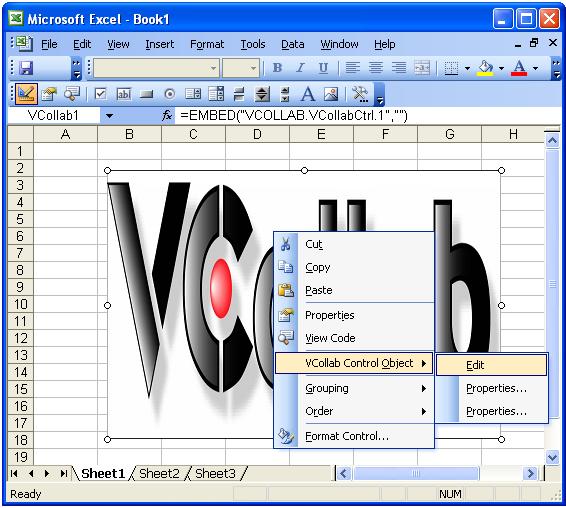 Microsoft Excel - Book1
File Edit View Insert Format Tools Data Window Help
B I U
ab
A
VCollab1 fx =EMBED("VCOLLAB.VCollabCtrl.1","")
A B C D E F G H
1
2
3
4
5
6
7
8
9
10
11
12
13
14
15
16
17
18
19
VCollab
Cut
Copy
Paste
Properties
View Code
VCollab Control Object
Grouping
Order
Format Control...
Edit
Properties...
Properties...
Sheet1 Sheet2 Sheet3
Ready NUM